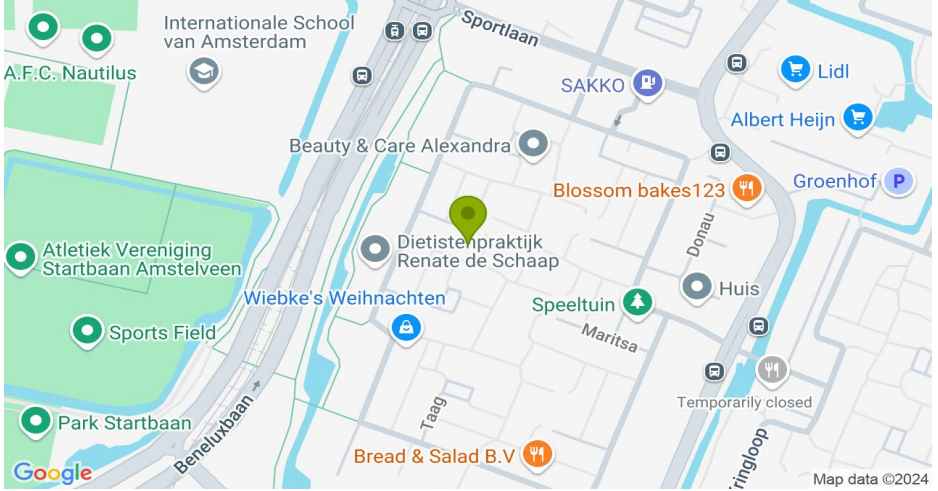 Internationale School
van Amsterdam
Sportlaan
A.F.C. Nautilus
SAKKO
Lidl
Albert Heijn
Beauty & Care Alexandra
Blossom bakes123
Groenhof
P
Donau
Atletiek Vereniging
Startbaan Amstelveen
Dietistenpraktijk
Renate de Schaap
Huis
Wiebke's Weihnachten
Speeltuin
Maritsa
Sports Field
Temporarily closed
Taag
Park Startbaan
Beneluxbaan
Bread & Salad B.V
Google
Map data ©2024